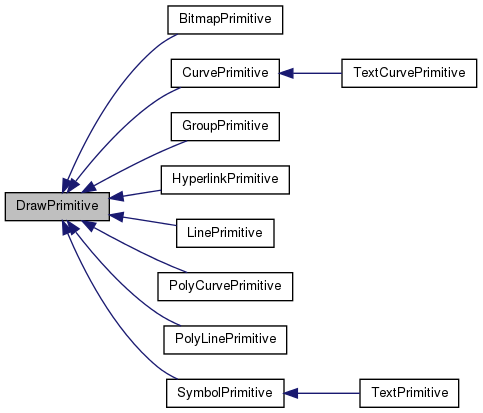 BitmapPrimitive
CurvePrimitive
TextCurvePrimitive
GroupPrimitive
HyperlinkPrimitive
DrawPrimitive
LinePrimitive
PolyCurvePrimitive
PolyLinePrimitive
SymbolPrimitive
TextPrimitive